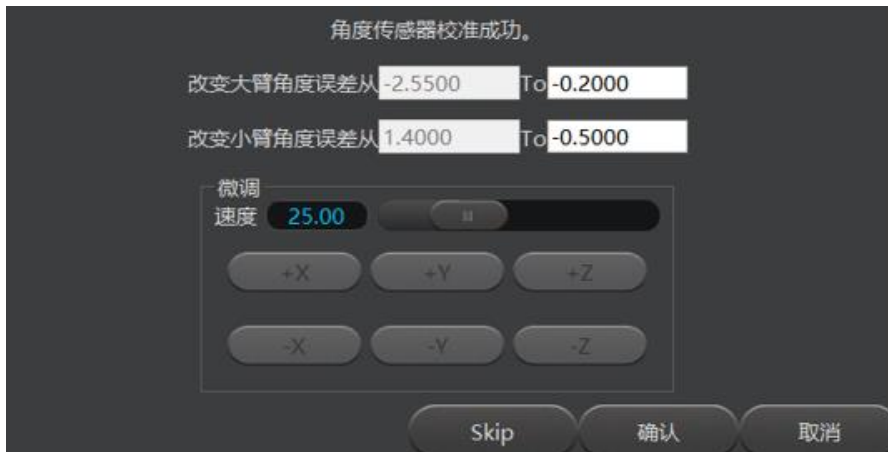 角度传感器校准成功。
改变大臂角度误差从 -2.5500 To -0.2000
改变小臂角度误差从 1.4000 To -0.5000
微调
速度 25.00
+X +Y +Z
-X -Y -Z
Skip 确认 取消